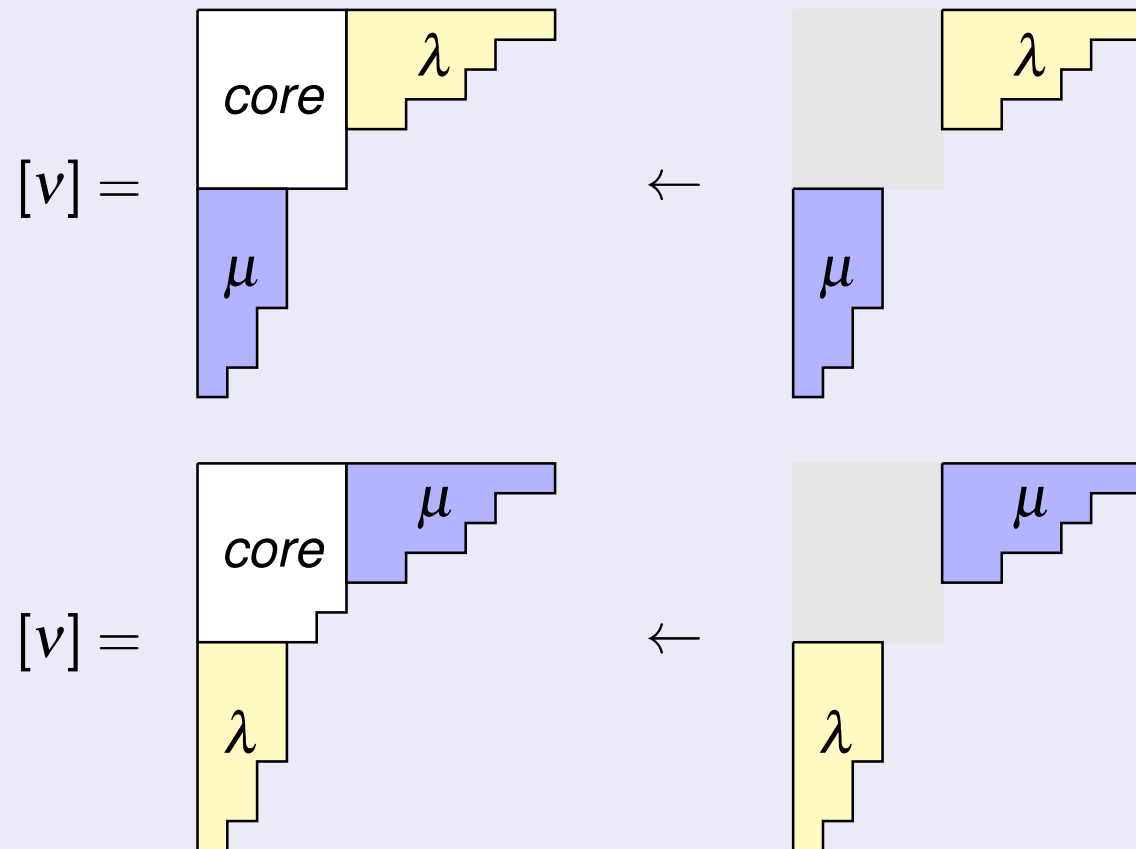 core λ λ
[ν] = ←
μ μ
core μ μ
[ν] = ←
λ λ